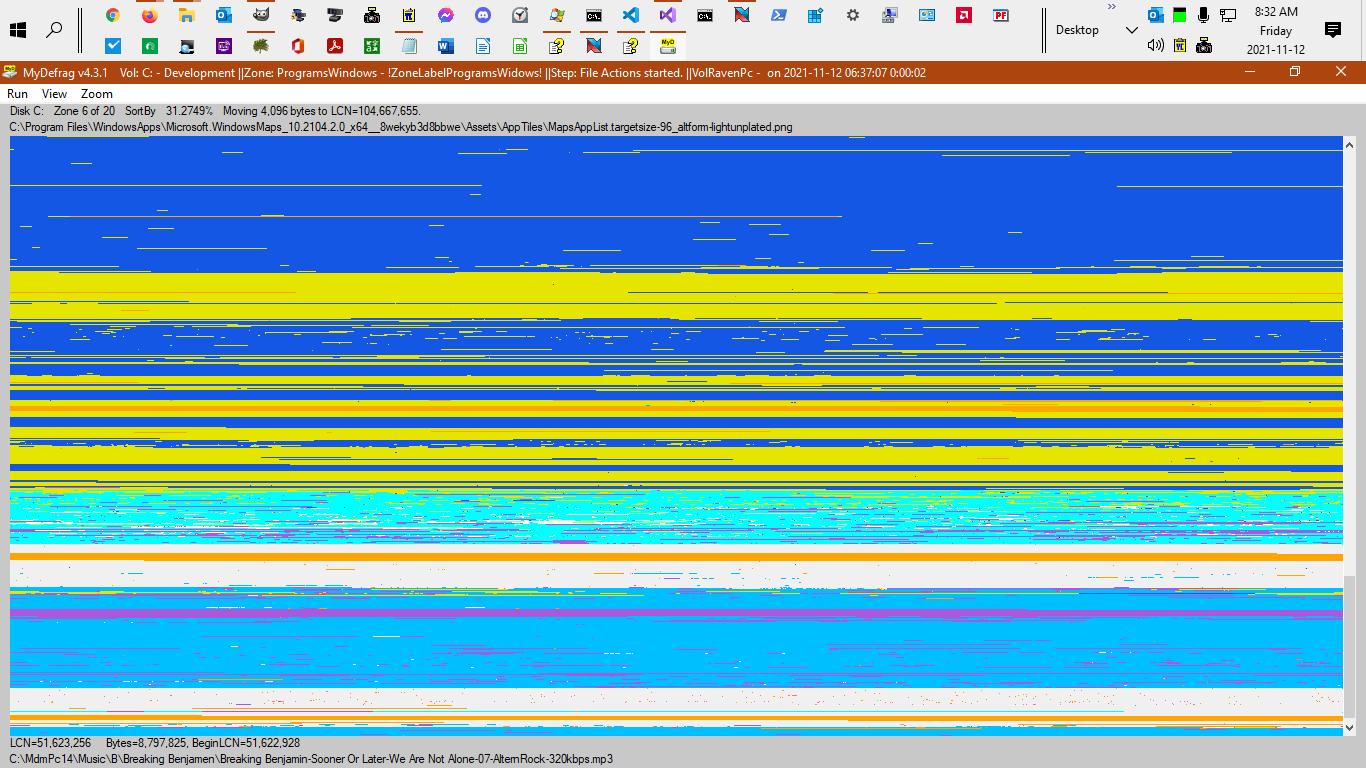 8:32 AM
Friday
2021-11-12
Desktop
MyDefrag v4.3.1 Vol: C: - Development ||Zone: ProgramsWindows - !ZoneLabelProgramsWidows! ||Step: File Actions started. ||VolRavenPc - on 2021-11-12 06:37:07 0:00:02
Run View Zoom
Disk C: Zone 6 of 20 SortBy 31.2749% Moving 4,096 bytes to LCN=104,667,655.
C:\Program Files\WindowsApps\Microsoft.WindowsMaps_10.2104.2.0_x64__8wekyb3d8bbwe\Assets\AppTiles\MapsAppList.targetsize-96_altform-lightunplated.png
LCN=51,623,256 Bytes=8,797,825, BeginLCN=51,622,928
C:\MdmPc14\Music\B\Breaking Benjamen\Breaking Benjamin-Sooner Or Later-We Are Not Alone-07-AlternRock-320kbps.mp3